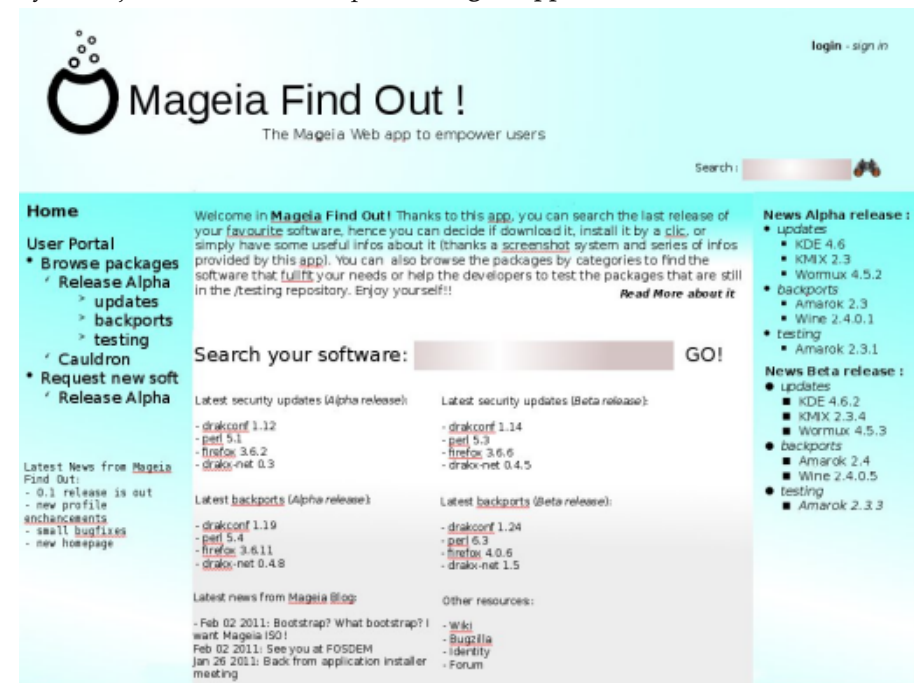 login - sign in
Mageia Find Out !
The Mageia Web app to empower users
Search :
Home
User Portal
Browse packages
Release Alpha
updates
backports
testing
Cauldron
Request new soft
Release Alpha
Latest News from Mageia
Find Out:
- 0.1 release is out
- new profile
enchancements
- small bugfixes
- new homepage
Welcome in Mageia Find Out! Thanks to this app, you can search the last release of
your favourite software, hence you can decide if download it, install it by a clic, or
simply have some useful infos about it (thanks a screenshot system and series of infos
provided by this app). You can also browse the packages by categories to find the
software that fullfit your needs or help the developers to test the packages that are still
in the /testing repository. Enjoy yourself!!
Read More about it
Search your software: GO!
Latest security updates (Alpha release):
- drakconf 1.12
- perl 5.1
- firefox 3.6.2
- drakx-net 0.3
Latest security updates (Beta release):
- drakconf 1.14
- perl 5.3
- firefox 3.6.6
- drakx-net 0.4.5
Latest backports (Alpha release):
- drakconf 1.19
- perl 5.4
- firefox 3.6.11
- drakx-net 0.4.8
Latest backports (Beta release):
- drakconf 1.24
- perl 6.3
- firefox 4.0.6
- drakx-net 1.5
Latest news from Mageia Blog:
- Feb 02 2011: Bootstrap? What bootstrap? I
want Mageia ISO!
Feb 02 2011: See you at FOSDEM
Jan 26 2011: Back from application installer
meeting
Other resources:
- Wiki
- Bugzilla
- Identity
- Forum
News Alpha release :
updates
KDE 4.6
KMIX 2.3
Wormux 4.5.2
backports
Amarok 2.3
Wine 2.4.0.1
testing
Amarok 2.3.1
News Beta release :
updates
KDE 4.6.2
KMIX 2.3.4
Wormux 4.5.3
backports
Amarok 2.4
Wine 2.4.0.5
testing
Amarok 2.3.3